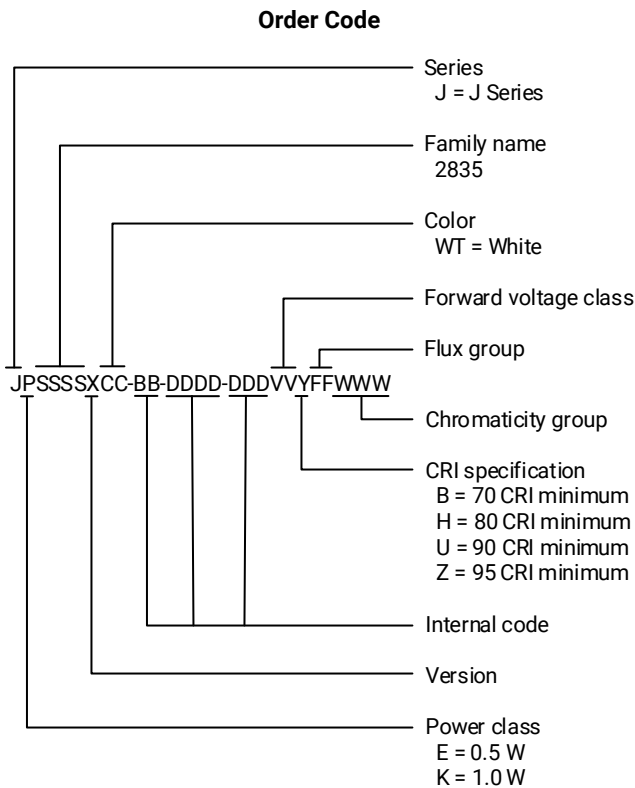 Order Code
Series
J = J Series
Family name
2835
Color
WT = White
Forward voltage class
Flux group
JPSSSSXCC-BB-DDDD-DDDVVYFFWWW
Chromaticity group
CRI specification
B = 70 CRI minimum
H = 80 CRI minimum
U = 90 CRI minimum
Z = 95 CRI minimum
Internal code
Version
Power class
E = 0.5 W
K = 1.0 W